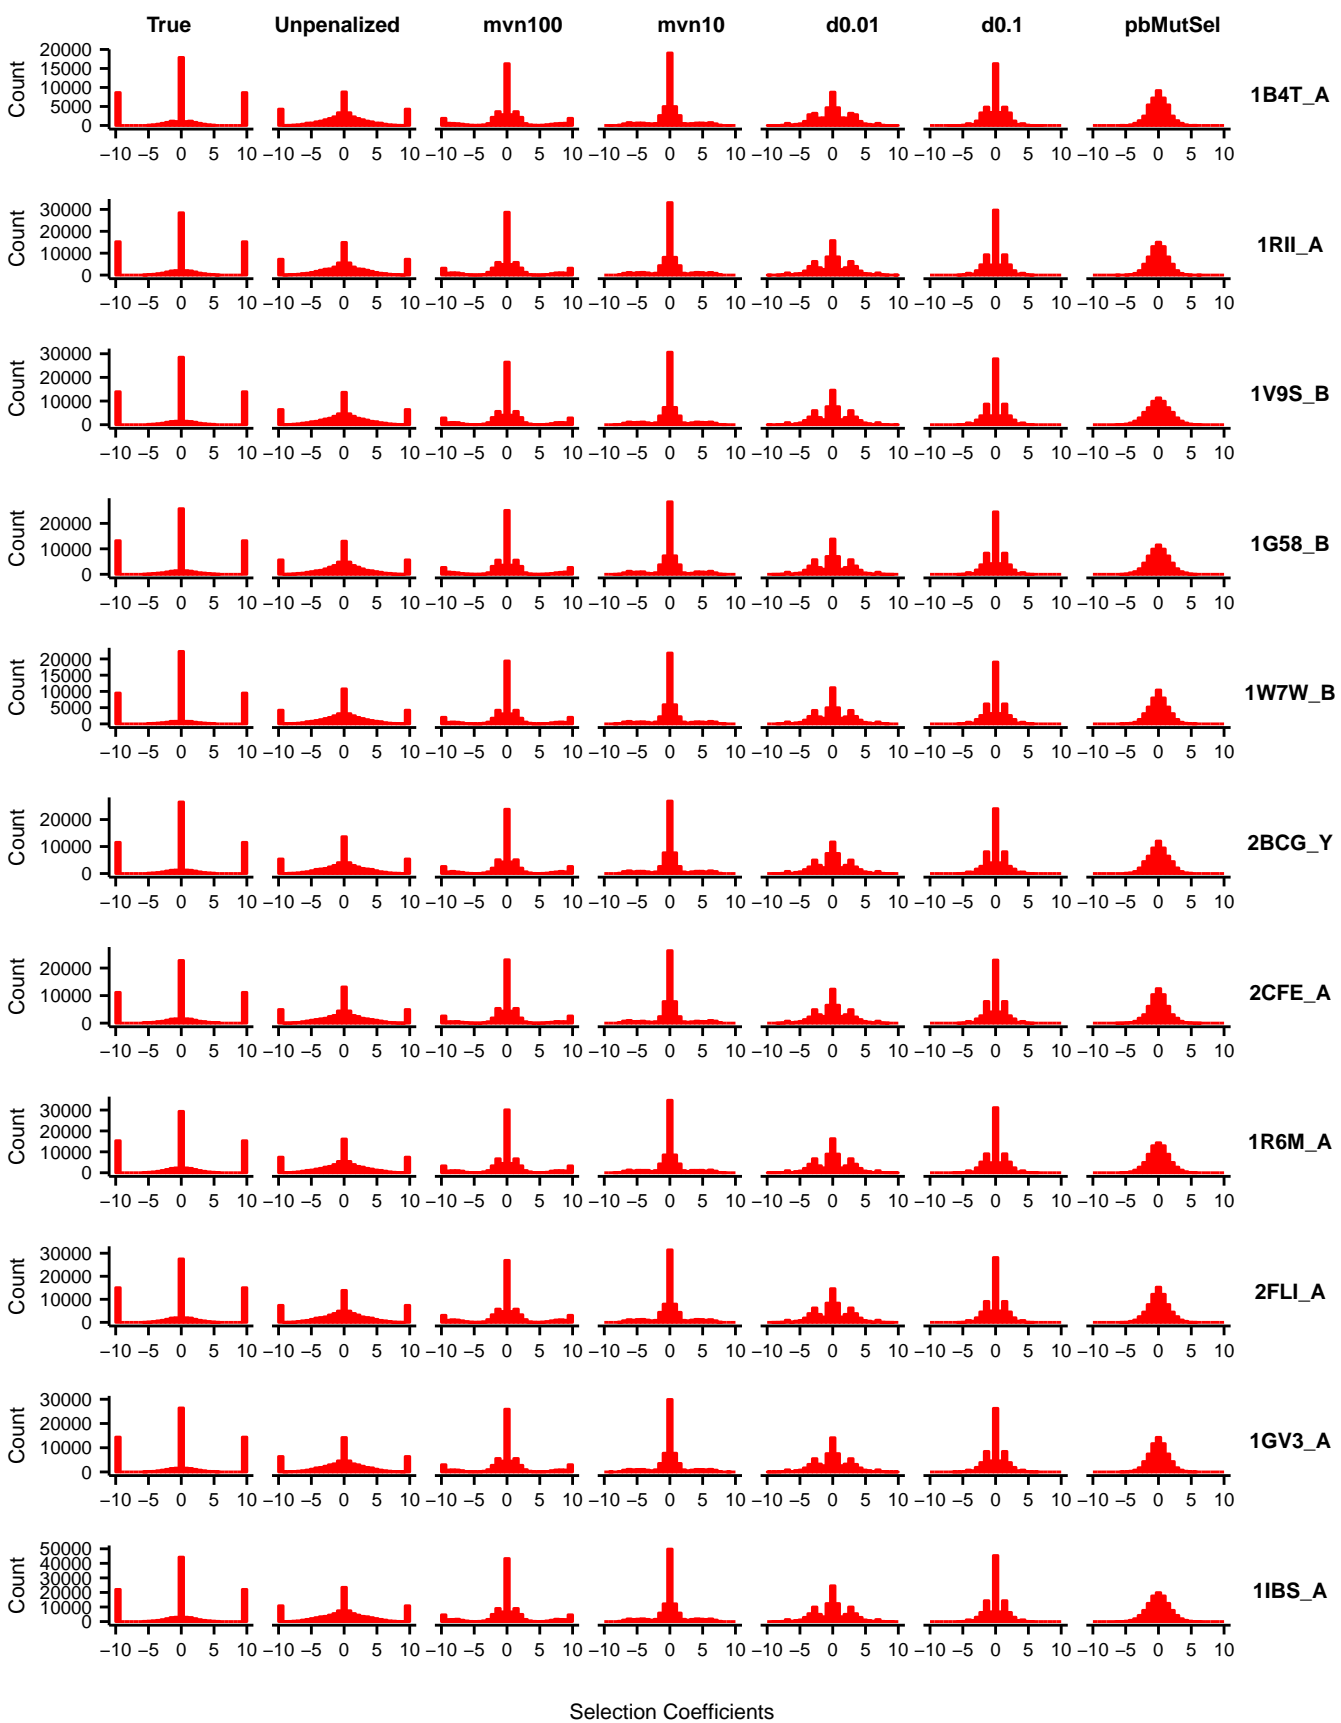 True Unpenalized mvn100 mvn10 d0.01 d0.1 pbMutSel
Count
20000
15000
10000
5000
0
−10 −5 0 5 10 −10 −5 0 5 10 −10 −5 0 5 10 −10 −5 0 5 10 −10 −5 0 5 10 −10 −5 0 5 10 −10 −5 0 5 10
1B4T_A
Count
30000
20000
10000
0
−10 −5 0 5 10 −10 −5 0 5 10 −10 −5 0 5 10 −10 −5 0 5 10 −10 −5 0 5 10 −10 −5 0 5 10 −10 −5 0 5 10
1RII_A
Count
30000
20000
10000
0
−10 −5 0 5 10 −10 −5 0 5 10 −10 −5 0 5 10 −10 −5 0 5 10 −10 −5 0 5 10 −10 −5 0 5 10 −10 −5 0 5 10
1V9S_B
Count
20000
10000
0
−10 −5 0 5 10 −10 −5 0 5 10 −10 −5 0 5 10 −10 −5 0 5 10 −10 −5 0 5 10 −10 −5 0 5 10 −10 −5 0 5 10
1G58_B
Count
20000
15000
10000
5000
0
−10 −5 0 5 10 −10 −5 0 5 10 −10 −5 0 5 10 −10 −5 0 5 10 −10 −5 0 5 10 −10 −5 0 5 10 −10 −5 0 5 10
1W7W_B
Count
20000
10000
0
−10 −5 0 5 10 −10 −5 0 5 10 −10 −5 0 5 10 −10 −5 0 5 10 −10 −5 0 5 10 −10 −5 0 5 10 −10 −5 0 5 10
2BCG_Y
Count
20000
10000
0
−10 −5 0 5 10 −10 −5 0 5 10 −10 −5 0 5 10 −10 −5 0 5 10 −10 −5 0 5 10 −10 −5 0 5 10 −10 −5 0 5 10
2CFE_A
Count
30000
20000
10000
0
−10 −5 0 5 10 −10 −5 0 5 10 −10 −5 0 5 10 −10 −5 0 5 10 −10 −5 0 5 10 −10 −5 0 5 10 −10 −5 0 5 10
1R6M_A
Count
30000
20000
10000
0
−10 −5 0 5 10 −10 −5 0 5 10 −10 −5 0 5 10 −10 −5 0 5 10 −10 −5 0 5 10 −10 −5 0 5 10 −10 −5 0 5 10
2FLI_A
Count
30000
20000
10000
0
−10 −5 0 5 10 −10 −5 0 5 10 −10 −5 0 5 10 −10 −5 0 5 10 −10 −5 0 5 10 −10 −5 0 5 10 −10 −5 0 5 10
1GV3_A
Count
50000
40000
30000
20000
10000
0
−10 −5 0 5 10 −10 −5 0 5 10 −10 −5 0 5 10 −10 −5 0 5 10 −10 −5 0 5 10 −10 −5 0 5 10 −10 −5 0 5 10
1IBS_A
Selection Coefficients